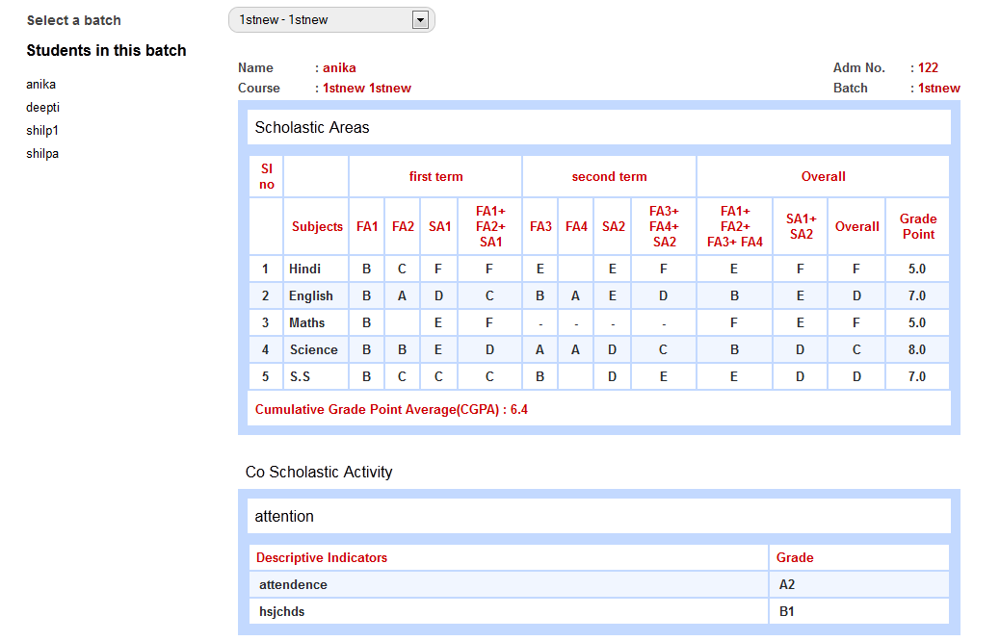 Select a batch
1stnew - 1stnew
Students in this batch
anika
deepti
shilp1
shilpa
Name : anika Adm No. : 122
Course : 1stnew 1stnew Batch : 1stnew
Scholastic Areas
Sl no first term second term Overall
Subjects FA1 FA2 SA1 FA1+ FA2+ SA1 FA3 FA4 SA2 FA3+ FA4+ SA2 FA1+ FA2+ FA3+ FA4 SA1+ SA2 Overall Grade Point
1 Hindi B C F F E E F E F F 5.0
2 English B A D C B A E D B E D 7.0
3 Maths B E F - - - - F E F 5.0
4 Science B B E D A A D C B D C 8.0
5 S.S B C C C B D E E D D 7.0
Cumulative Grade Point Average(CGPA) : 6.4
Co Scholastic Activity
attention
Descriptive Indicators Grade
attendence A2
hsjchds B1